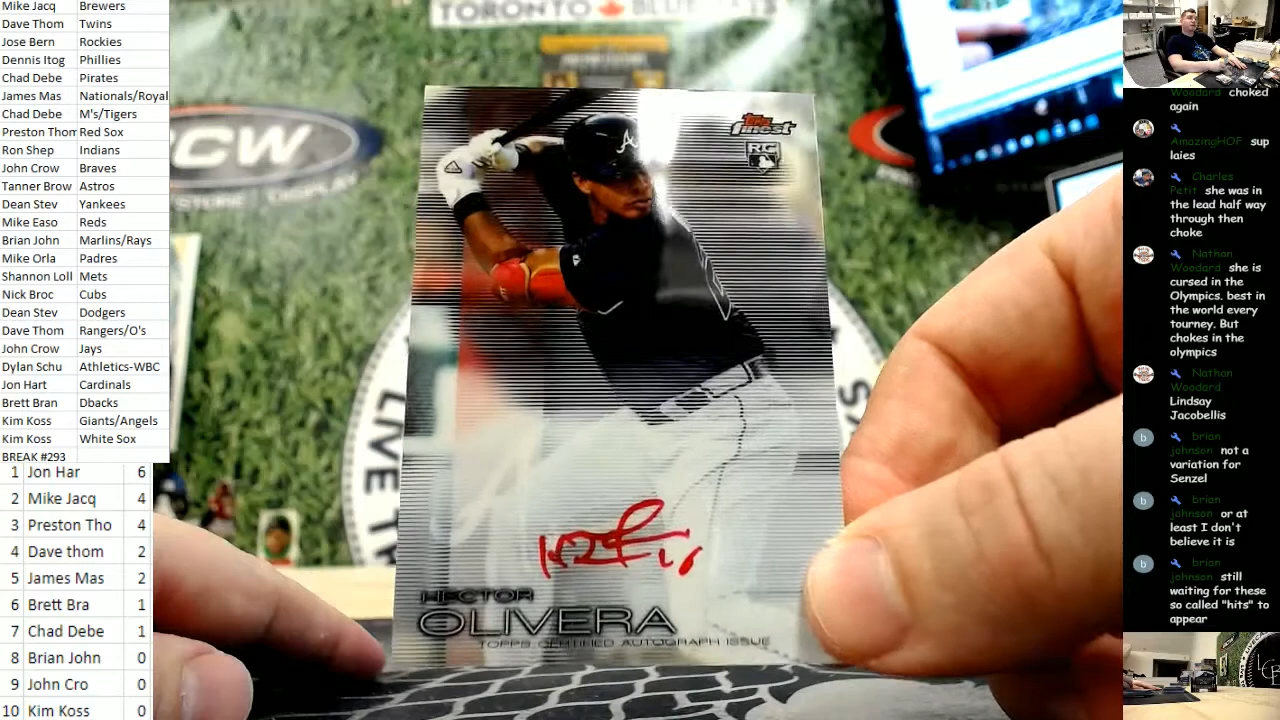 Mike Jacq Brewers
Dave Thom Twins
Jose Bern Rockies
Dennis Itog Phillies
Chad Debe Pirates
James Mas Nationals/Royal
Chad Debe M's/Tigers
Preston Thom Red Sox
Ron Shep Indians
John Crow Braves
Tanner Brow Astros
Dean Stev Yankees
Mike Easo Reds
Brian John Marlins/Rays
Mike Orla Padres
Shannon Loll Mets
Nick Broc Cubs
Dean Stev Dodgers
Dave Thom Rangers/O's
John Crow Jays
Dylan Scha Athletics-WBC
Jon Hart Cardinals
Brett Bran Dbacks
Kim Koss Giants/Angels
Kim Koss White Sox
BREAK #293
1 Jon Har 6
2 Mike Jacq 4
3 Preston Tho 4
4 Dave thom 2
5 James Mas 2
6 Brett Bra 1
7 Chad Debe 1
8 Brian John 0
9 John Cro 0
10 Kim Koss 0
TORONTO
CW
LIVE
Topps
finest
RC
A
16
HECTOR
OLIVERA
TOPPS CERTIFIED AUTOGRAPH ISSUE
Woodard choked
again
AmazingHOF sup
laies
Charles
Petit she was in
the lead half way
through then
choke
Nathan
Woodard she is
cursed in the
Olympics. best in
the world every
tourney. But
chokes in the
olympics
Nathan
Woodard
Lindsay
Jacobellis
b brian
johnson not a
variation for
Senzel
b brian
johnson or at
least I don't
believe it is
b brian
johnson still
waiting for these
so called "hits" to
appear